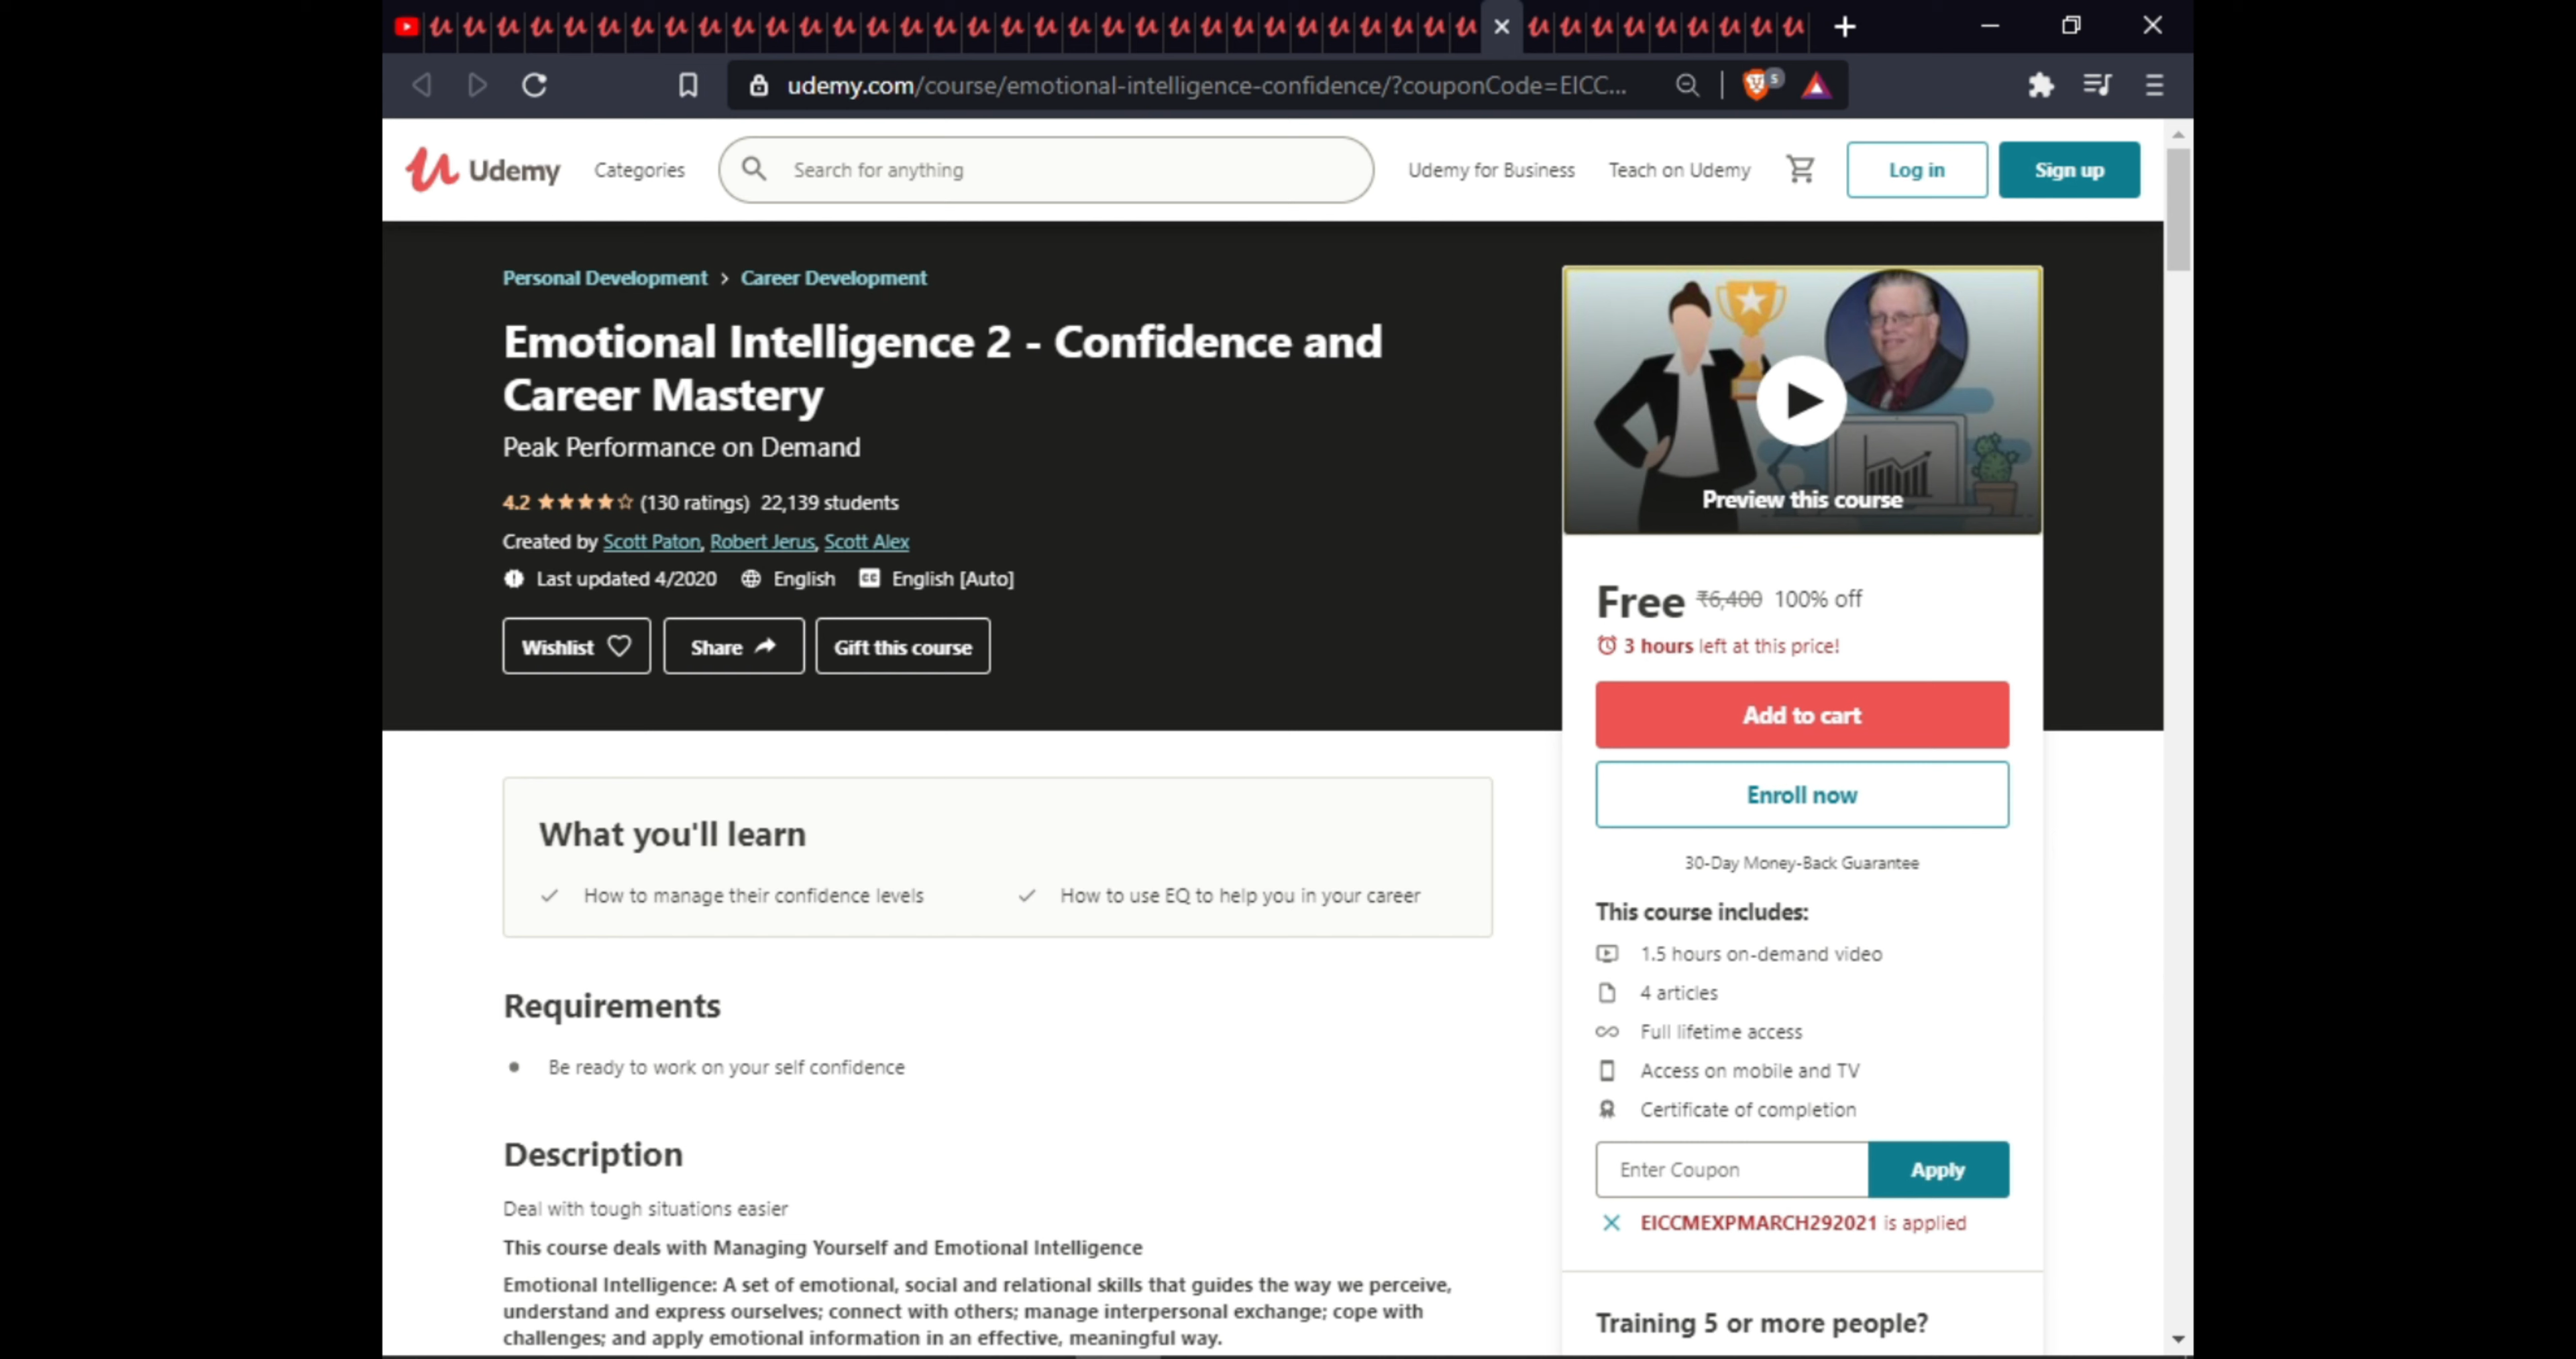 udemy.com/course/emotional-intelligence-confidence/?couponCode=EICC...
5
Udemy
Categories
Search for anything
Udemy for Business
Teach on Udemy
Log in
Sign up
Personal Development > Career Development
Emotional Intelligence 2 - Confidence and
Career Mastery
Peak Performance on Demand
4.2 (130 ratings) 22,139 students
Created by Scott Paton, Robert Jerus, Scott Alex
Last updated 4/2020 English CC English [Auto]
Wishlist
Share
Gift this course
Preview this course
Free ₹6,400 100% off
3 hours left at this price!
Add to cart
Enroll now
30-Day Money-Back Guarantee
This course includes:
1.5 hours on-demand video
4 articles
Full lifetime access
Access on mobile and TV
Certificate of completion
Enter Coupon
Apply
EICCMEXPMARCH292021 is applied
Training 5 or more people?
What you'll learn
How to manage their confidence levels
How to use EQ to help you in your career
Requirements
Be ready to work on your self confidence
Description
Deal with tough situations easier
This course deals with Managing Yourself and Emotional Intelligence
Emotional Intelligence: A set of emotional, social and relational skills that guides the way we perceive,
understand and express ourselves; connect with others; manage interpersonal exchange; cope with
challenges; and apply emotional information in an effective, meaningful way.